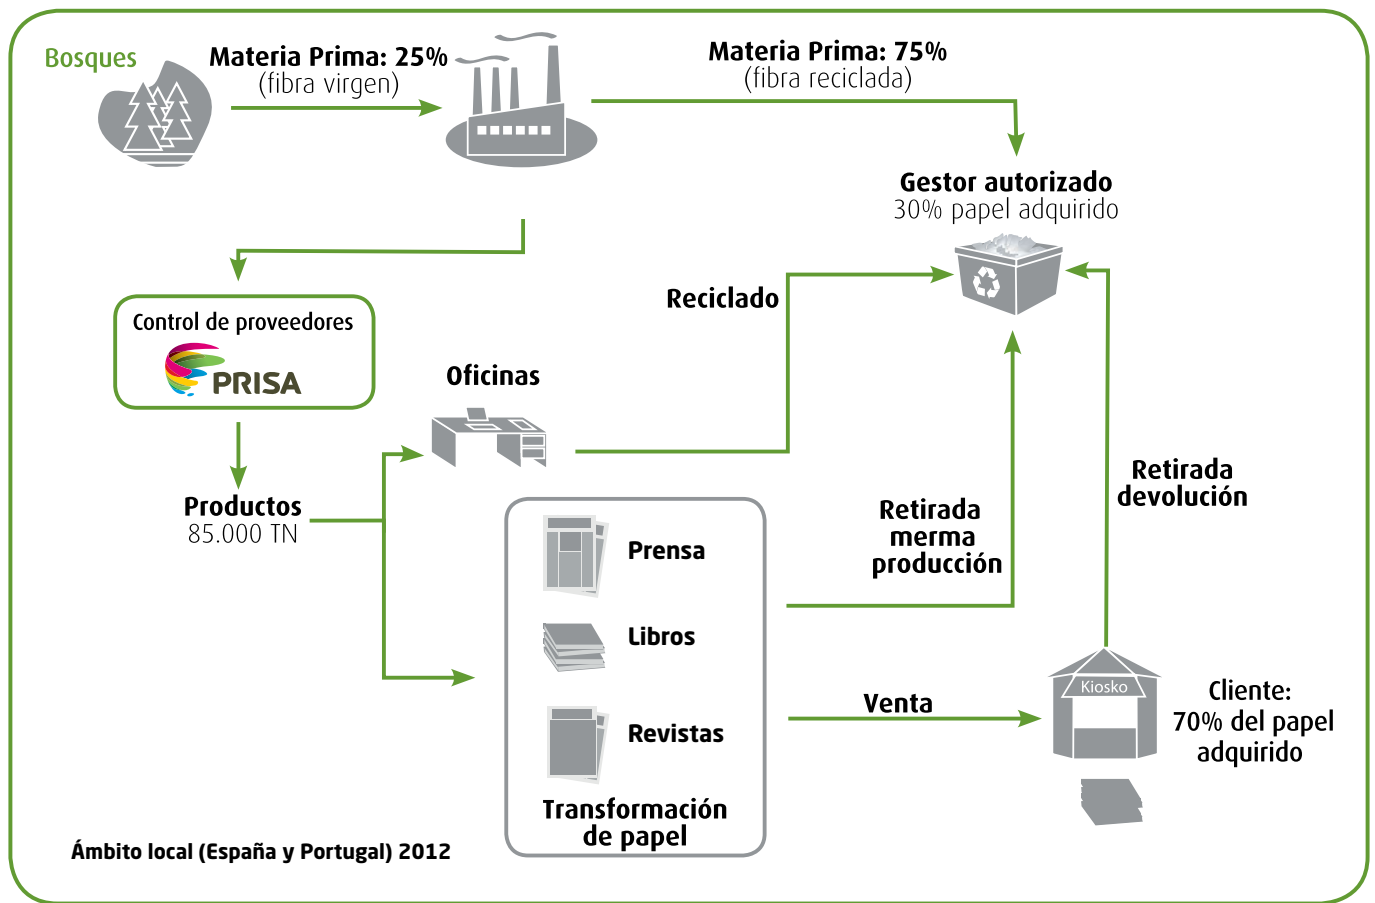 Bosques
Materia Prima: 25%
(fibra virgen)
Materia Prima: 75%
(fibra reciclada)
Gestor autorizado
30% papel adquirido
Control de proveedores
PRISA
Reciclado
Oficinas
Productos
85.000 TN
Retirada
devolución
Retirada
merma
producción
Prensa
Libros
Revistas
Transformación
de papel
Venta
Kiosko
Cliente:
70% del papel
adquirido
Ámbito local (España y Portugal) 2012